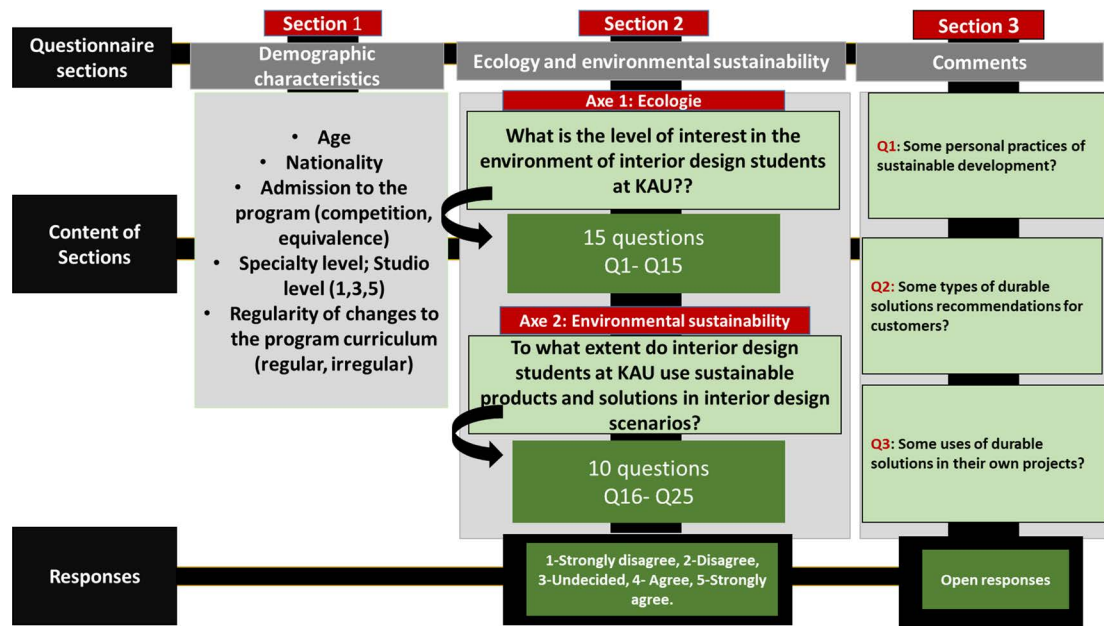 Section 1
Section 2
Section 3
Questionnaire
sections
Demographic
characteristics
Ecology and environmental sustainability
Comments
Content of
Sections
• Age
• Nationality
• Admission to the
program (competition,
equivalence)
• Specialty level; Studio
level (1,3,5)
• Regularity of changes to
the program curriculum
(regular, irregular)
Axe 1: Ecologie
What is the level of interest in the
environment of interior design students
at KAU??
15 questions
Q1- Q15
Axe 2: Environmental sustainability
To what extent do interior design
students at KAU use sustainable
products and solutions in interior design
scenarios?
10 questions
Q16- Q25
Q1: Some personal practices of
sustainable development?
Q2: Some types of durable
solutions recommendations for
customers?
Q3: Some uses of durable
solutions in their own projects?
Responses
1-Strongly disagree, 2-Disagree,
3-Undecided, 4- Agree, 5-Strongly
agree.
Open responses